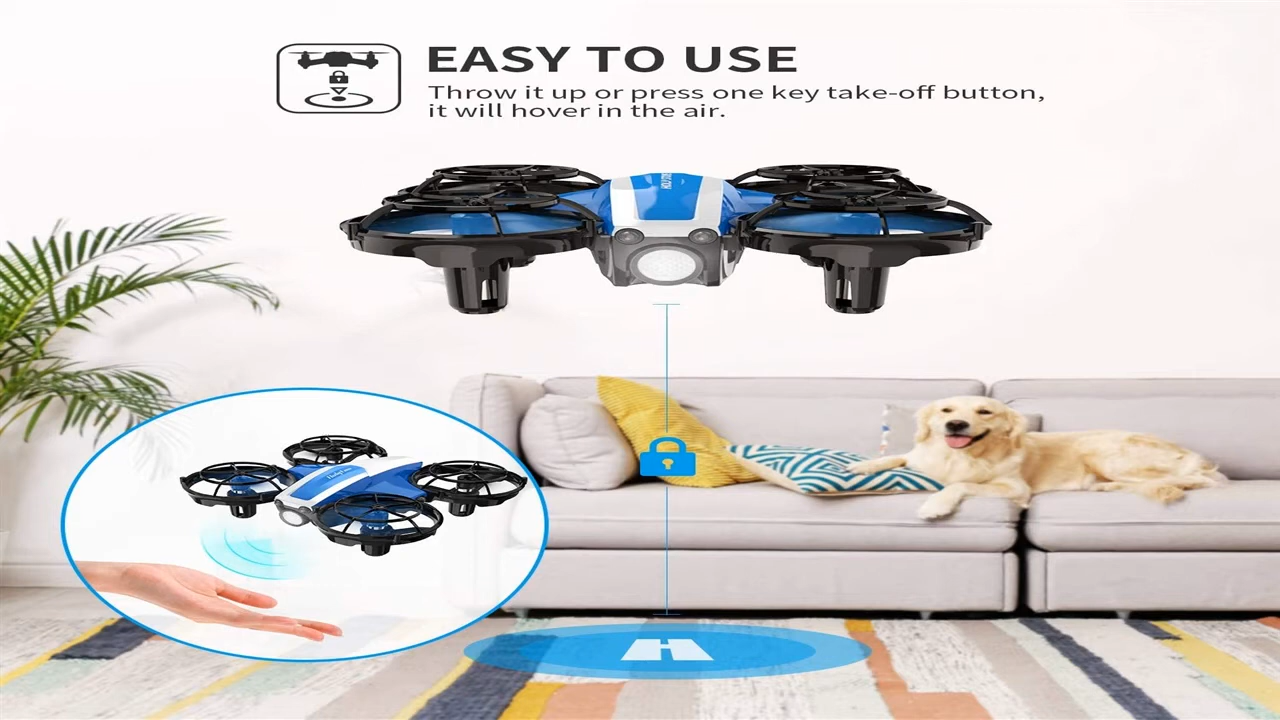 EASY TO USE
Throw it up or press one key take-off button,
it will hover in the air.
H